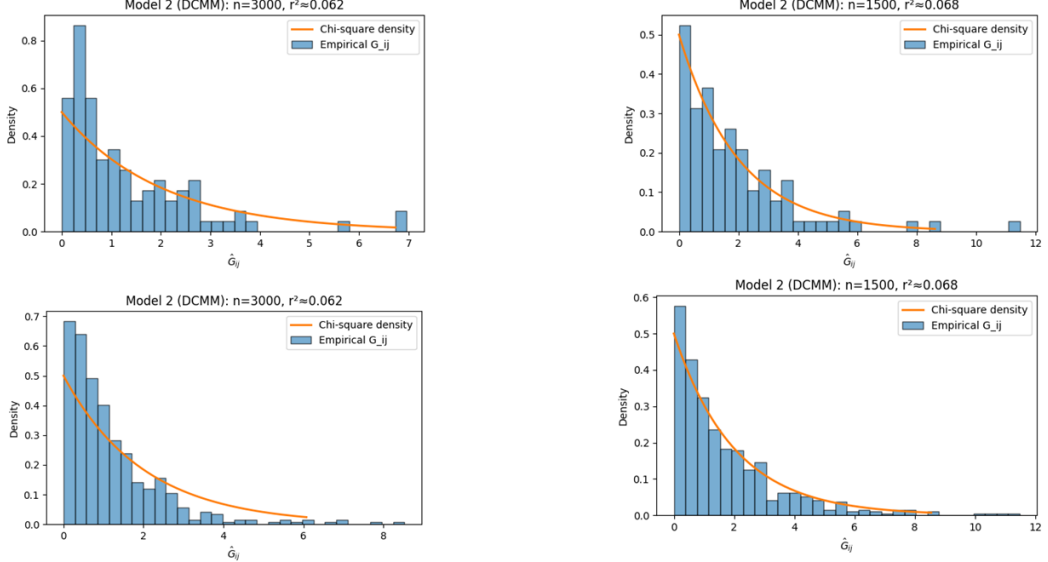 Model 2 (DCMM): n=3000, r²≈0.062
Chi-square density
Empirical G_ij
Density
0.8
0.6
0.4
0.2
0.0
0 1 2 3 4 5 6 7
Ĝij
Model 2 (DCMM): n=1500, r²≈0.068
Chi-square density
Empirical G_ij
Density
0.5
0.4
0.3
0.2
0.1
0.0
0 2 4 6 8 10 12
Ĝij
Model 2 (DCMM): n=3000, r²≈0.062
Chi-square density
Empirical G_ij
Density
0.7
0.6
0.5
0.4
0.3
0.2
0.1
0.0
0 2 4 6 8
Ĝij
Model 2 (DCMM): n=1500, r²≈0.068
Chi-square density
Empirical G_ij
Density
0.6
0.5
0.4
0.3
0.2
0.1
0.0
0 2 4 6 8 10 12
Ĝij